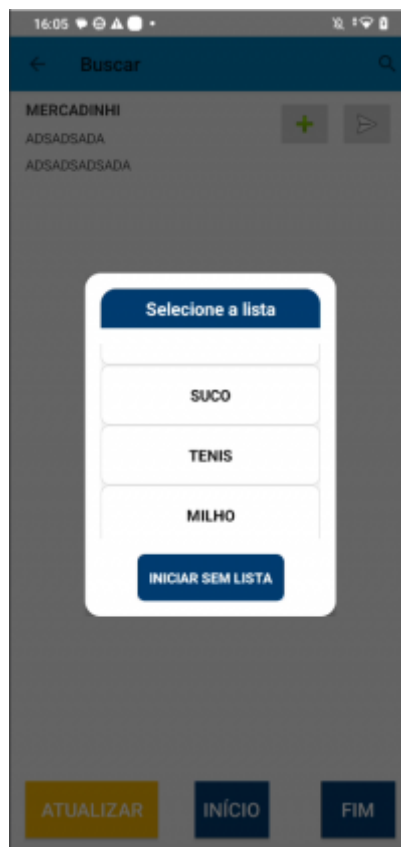 16:05
Buscar
MERCADINHI
ADSADSADA
ADSADSADSADA
Selecione a lista
SUCO
TENIS
MILHO
INICIAR SEM LISTA
ATUALIZAR
INÍCIO
FIM